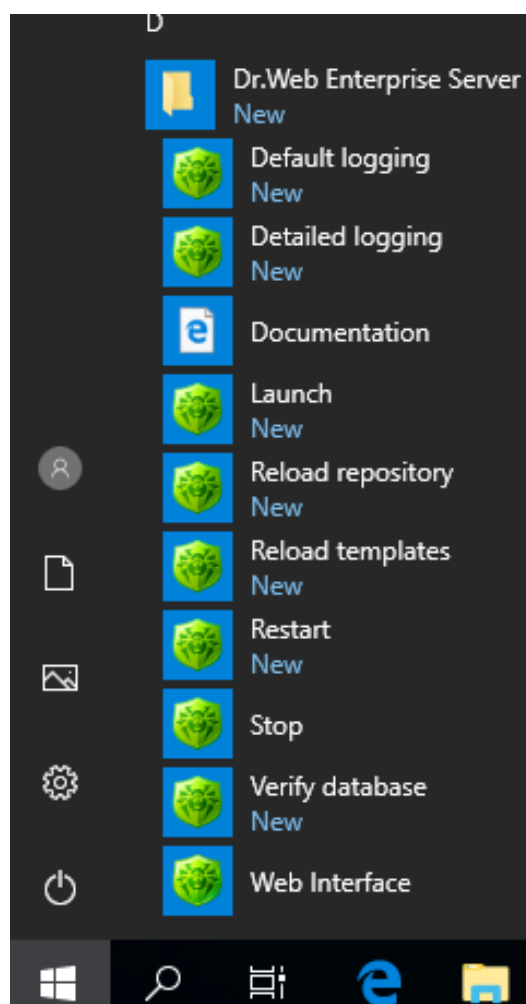 D
Dr.Web Enterprise Server
New
Default logging
New
Detailed logging
New
Documentation
Launch
New
Reload repository
New
Reload templates
New
Restart
New
Stop
Verify database
New
Web Interface